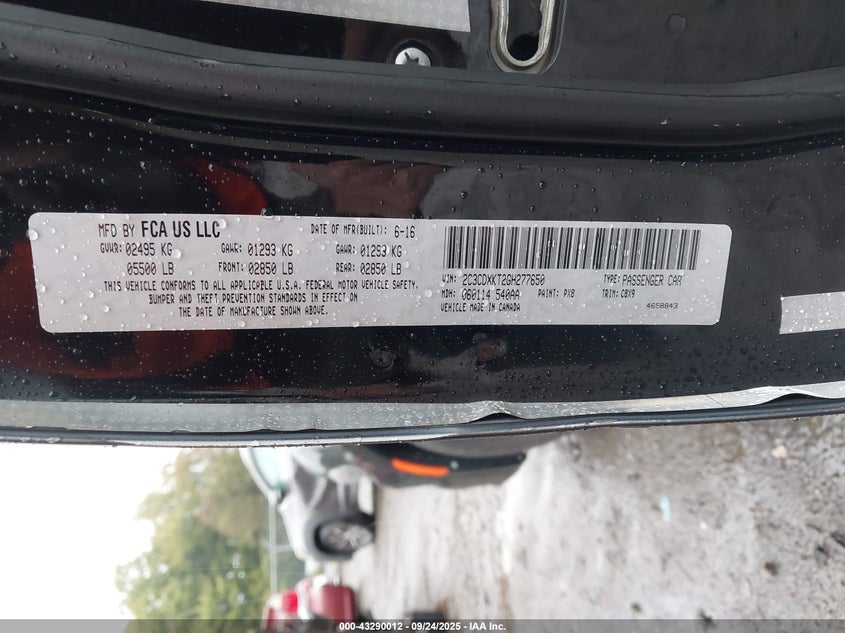 MFD BY FCA US LLC DATE OF MFR(BUILT): 6-16
GVWR: 02495 KG GAWR: 01293 KG GAWR: 01293 KG
05500 LB FRONT: 02850 LB REAR: 02850 LB
THIS VEHICLE CONFORMS TO ALL APPLICABLE U.S.A. FEDERAL MOTOR VEHICLE SAFETY,
BUMPER AND THEFT PREVENTION STANDARDS IN EFFECT ON
THE DATE OF MANUFACTURE SHOWN ABOVE.
VIN: 2C3CDXKT2GH277650 TYPE: PASSENGER CAR
MDH: 060114 540AA PAINT: PX8 TRIM: CBX9
VEHICLE MADE IN CANADA 4658843
000-43290012 - 09/24/2025 - IAA Inc.